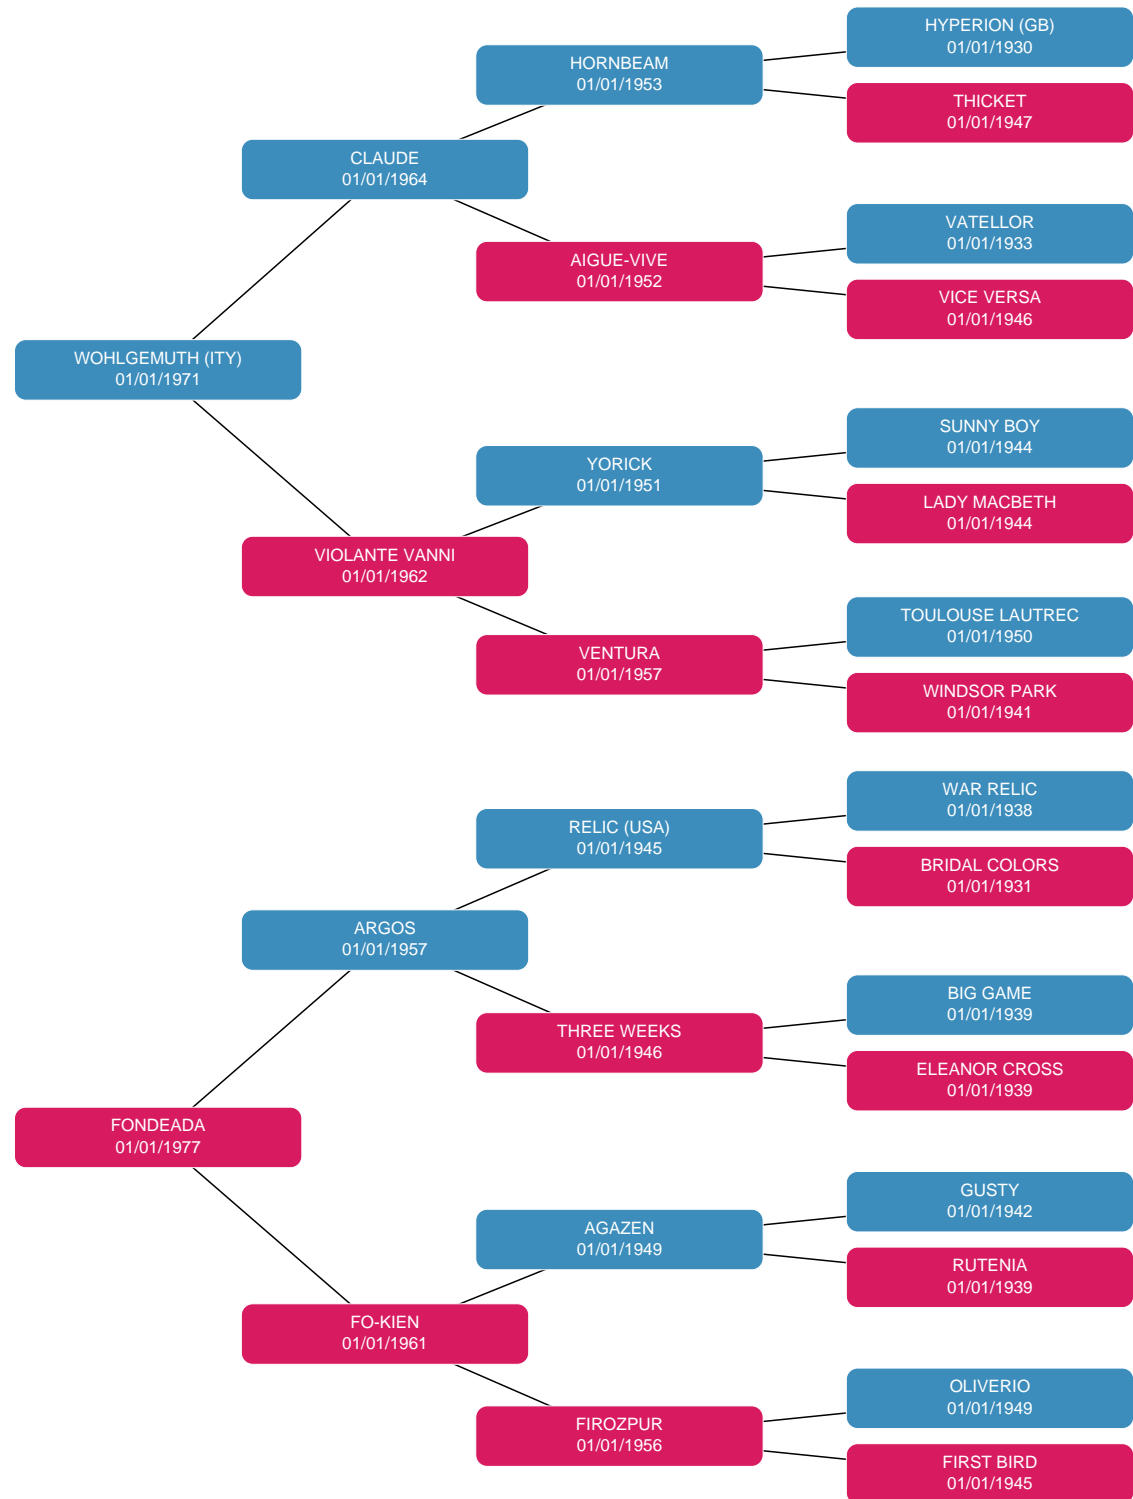 HYPERION (GB)
01/01/1930
HORNBEAM
01/01/1953
THICKET
01/01/1947
CLAUDE
01/01/1964
VATELLOR
01/01/1933
AIGUE-VIVE
01/01/1952
VICE VERSA
01/01/1946
WOHLGEMUTH (ITY)
01/01/1971
SUNNY BOY
01/01/1944
YORICK
01/01/1951
LADY MACBETH
01/01/1944
VIOLANTE VANNI
01/01/1962
TOULOUSE LAUTREC
01/01/1950
VENTURA
01/01/1957
WINDSOR PARK
01/01/1941
WAR RELIC
01/01/1938
RELIC (USA)
01/01/1945
BRIDAL COLORS
01/01/1931
ARGOS
01/01/1957
BIG GAME
01/01/1939
THREE WEEKS
01/01/1946
ELEANOR CROSS
01/01/1939
FONDEADA
01/01/1977
GUSTY
01/01/1942
AGAZEN
01/01/1949
RUTENIA
01/01/1939
FO-KIEN
01/01/1961
OLIVERIO
01/01/1949
FIROZPUR
01/01/1956
FIRST BIRD
01/01/1945